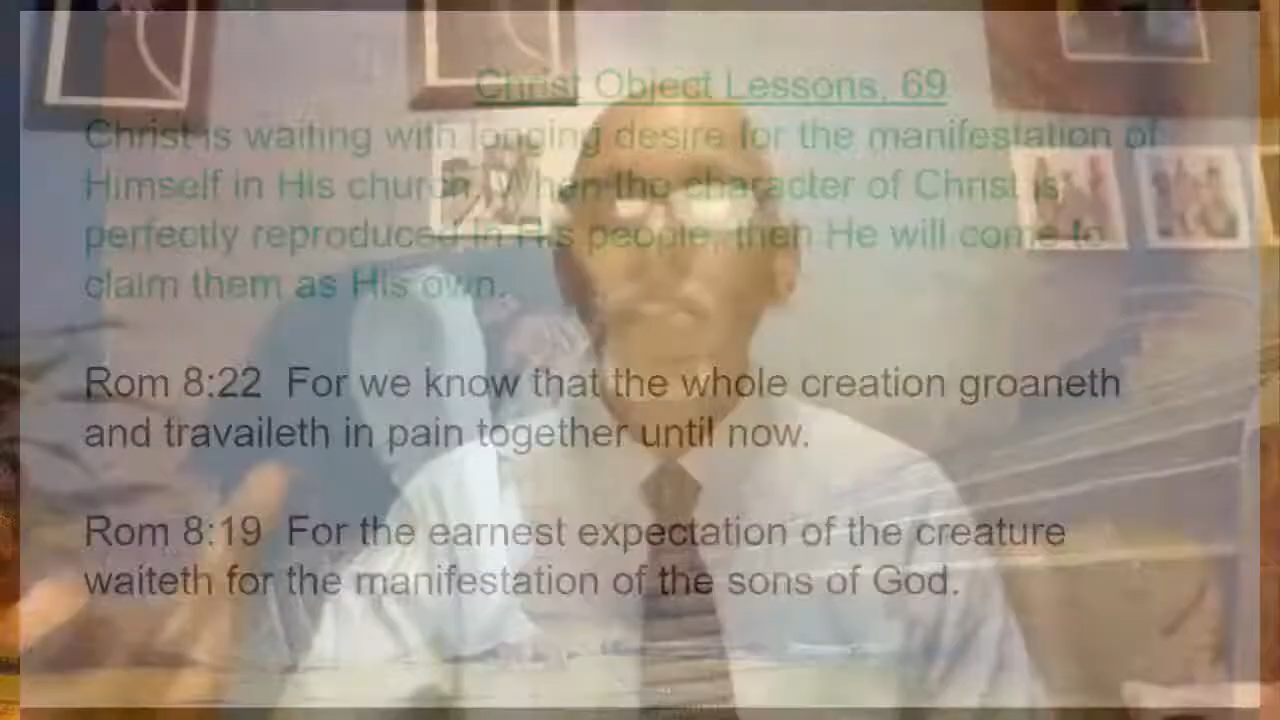 Christ Object Lessons, 69
Christ is waiting with longing desire for the manifestation of
Himself in His church. When the character of Christ is
perfectly reproduced in His people, then He will come to
claim them as His own.
Rom 8:22  For we know that the whole creation groaneth
and travaileth in pain together until now.
Rom 8:19  For the earnest expectation of the creature
waiteth for the manifestation of the sons of God.